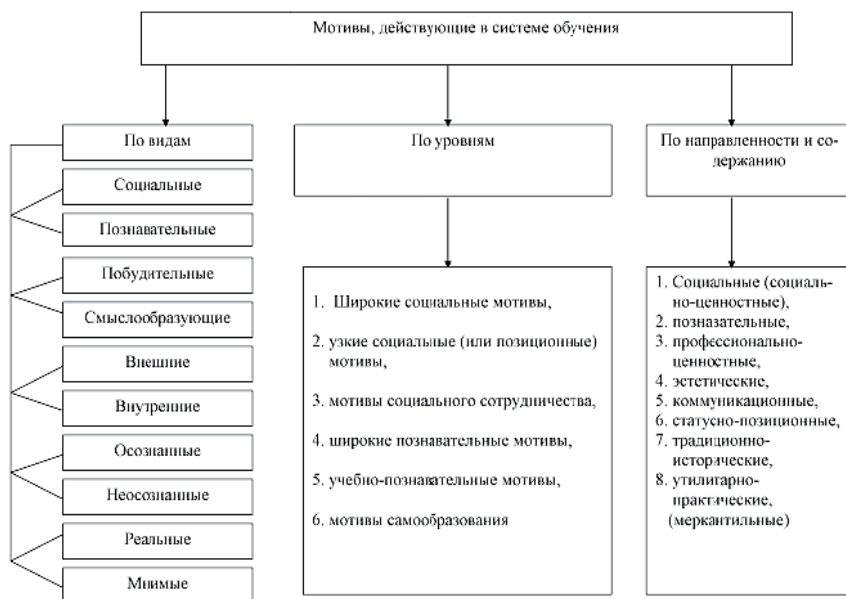 Мотивы, действующие в системе обучения
По видам
Социальные
Познавательные
Побудительные
Смыслообразующие
Внешние
Внутренние
Осознанные
Неосознанные
Реальные
Мнимые
По уровням
1. Широкие социальные мотивы,
2. узкие социальные (или позиционные)
мотивы,
3. мотивы социального сотрудничества,
4. широкие познавательные мотивы,
5. учебно-познавательные мотивы,
6. мотивы самообразования
По направленности и со-
держанию
1. Социальные (социаль-
но-ценностные),
2. позназательные,
3. профессионально-
ценностные,
4. эстетические,
5. коммуникационные,
6. статусно-позиционные,
7. традиционно-
исторические,
8. утилитарно-
практические,
(меркантильные)